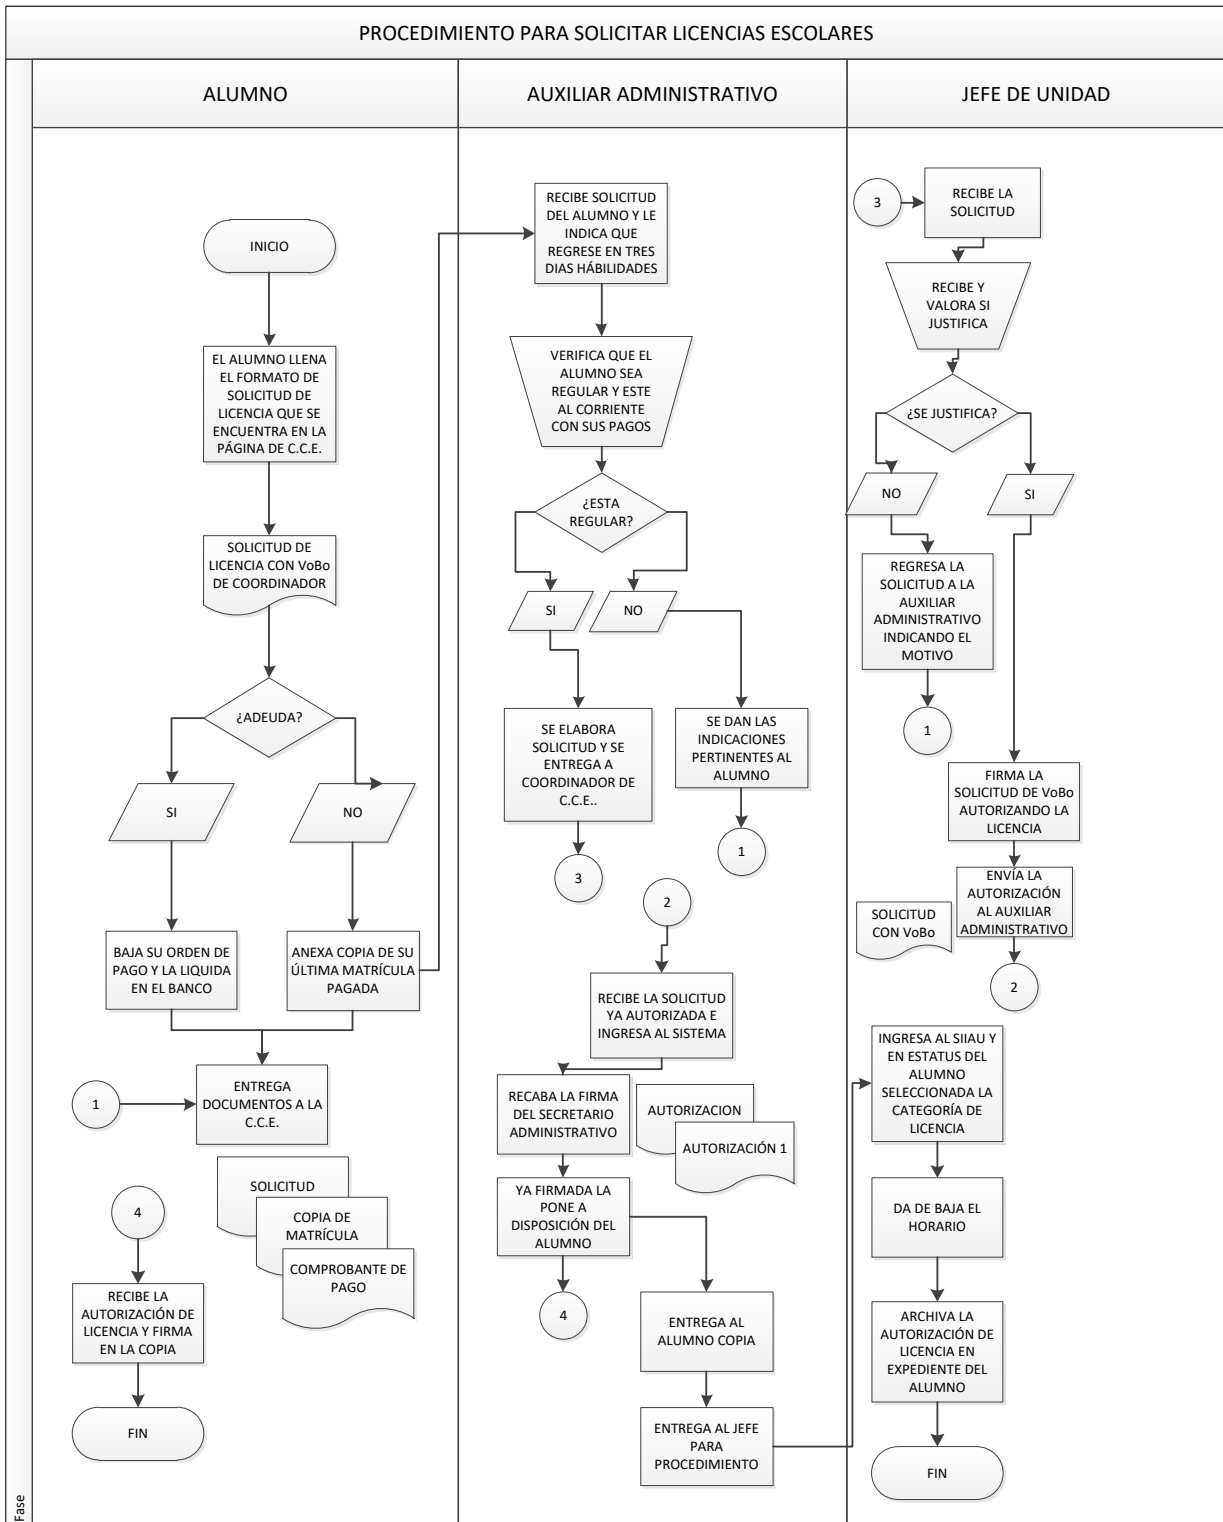 PROCEDIMIENTO PARA SOLICITAR LICENCIAS ESCOLARES
ALUMNO
AUXILIAR ADMINISTRATIVO
JEFE DE UNIDAD
INICIO
EL ALUMNO LLENA
EL FORMATO DE
SOLICITUD DE
LICENCIA QUE SE
ENCUENTRA EN LA
PÁGINA DE C.C.E.
SOLICITUD DE
LICENCIA CON VoBo
DE COORDINADOR
¿ADEUDA?
SI
NO
BAJA SU ORDEN DE
PAGO Y LA LIQUIDA
EN EL BANCO
ANEXA COPIA DE SU
ÚLTIMA MATRÍCULA
PAGADA
1
ENTREGA
DOCUMENTOS A LA
C.C.E.
SOLICITUD
COPIA DE
MATRÍCULA
COMPROBANTE DE
PAGO
4
RECIBE LA
AUTORIZACIÓN DE
LICENCIA Y FIRMA
EN LA COPIA
FIN
RECIBE SOLICITUD
DEL ALUMNO Y LE
INDICA QUE
REGRESE EN TRES
DIAS HÁBILIDADES
VERIFICA QUE EL
ALUMNO SEA
REGULAR Y ESTE
AL CORRIENTE
CON SUS PAGOS
¿ESTA
REGULAR?
SI
NO
SE ELABORA
SOLICITUD Y SE
ENTREGA A
COORDINADOR DE
C.C.E..
SE DAN LAS
INDICACIONES
PERTINENTES AL
ALUMNO
3
1
2
RECIBE LA SOLICITUD
YA AUTORIZADA E
INGRESA AL SISTEMA
RECABA LA FIRMA
DEL SECRETARIO
ADMINISTRATIVO
AUTORIZACION
AUTORIZACIÓN 1
YA FIRMADA LA
PONE A
DISPOSICIÓN DEL
ALUMNO
4
ENTREGA AL
ALUMNO COPIA
ENTREGA AL JEFE
PARA
PROCEDIMIENTO
3
RECIBE LA
SOLICITUD
RECIBE Y
VALORA SI
JUSTIFICA
¿SE JUSTIFICA?
NO
SI
REGRESA LA
SOLICITUD A LA
AUXILIAR
ADMINISTRATIVO
INDICANDO EL
MOTIVO
1
FIRMA LA
SOLICITUD DE VoBo
AUTORIZANDO LA
LICENCIA
ENVÍA LA
AUTORIZACIÓN
AL AUXILIAR
ADMINISTRATIVO
SOLICITUD
CON VoBo
2
INGRESA AL SIIAU Y
EN ESTATUS DEL
ALUMNO
SELECCIONADA LA
CATEGORÍA DE
LICENCIA
DA DE BAJA EL
HORARIO
ARCHIVA LA
AUTORIZACIÓN DE
LICENCIA EN
EXPEDIENTE DEL
ALUMNO
FIN
Fase